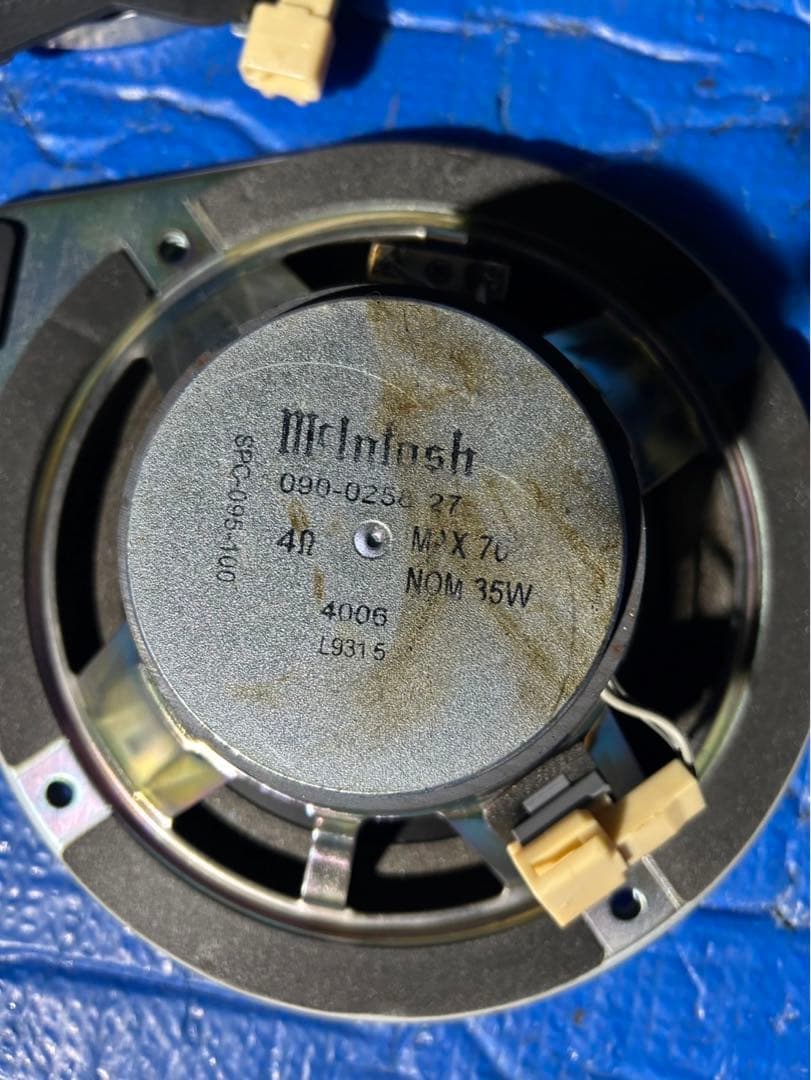 McIntosh
090-0258 27
SPC-095-100
4Ω
MAX 70
NOM 35W
4006
L9315